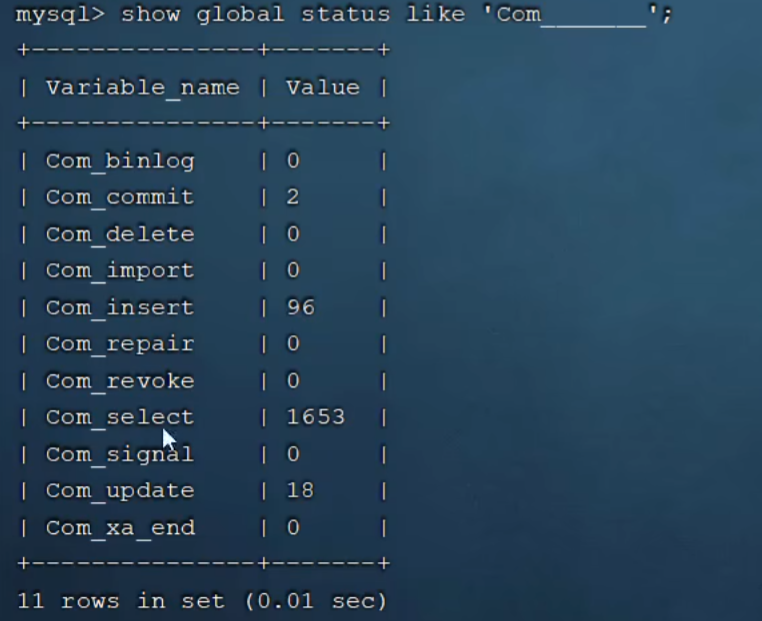 mysql> show global status like 'Com_______';
+---------------+-------+
| Variable_name | Value |
+---------------+-------+
| Com_binlog    | 0     |
| Com_commit    | 2     |
| Com_delete    | 0     |
| Com_import    | 0     |
| Com_insert    | 96    |
| Com_repair    | 0     |
| Com_revoke    | 0     |
| Com_select    | 1653  |
| Com_signal    | 0     |
| Com_update    | 18    |
| Com_xa_end    | 0     |
+---------------+-------+
11 rows in set (0.01 sec)